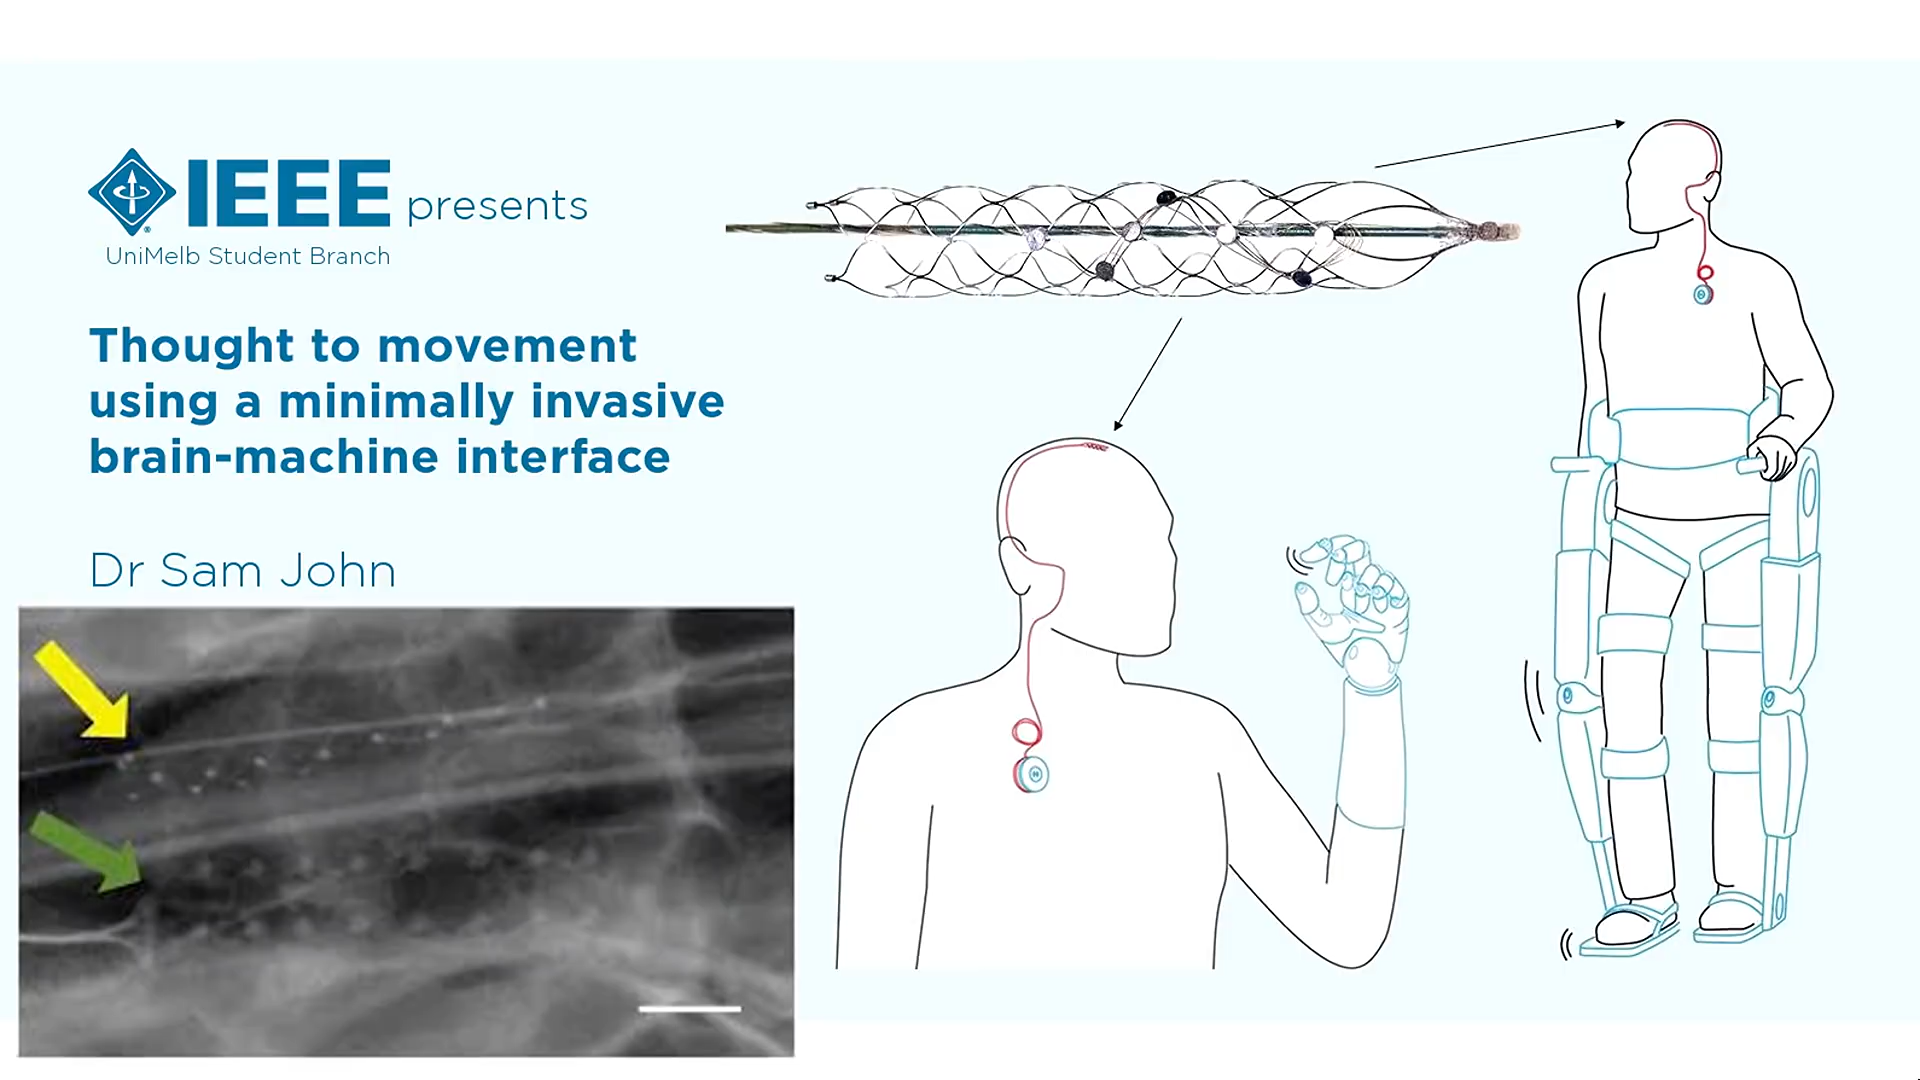 IEEE presents
UniMelb Student Branch
Thought to movement
using a minimally invasive
brain-machine interface
Dr Sam John